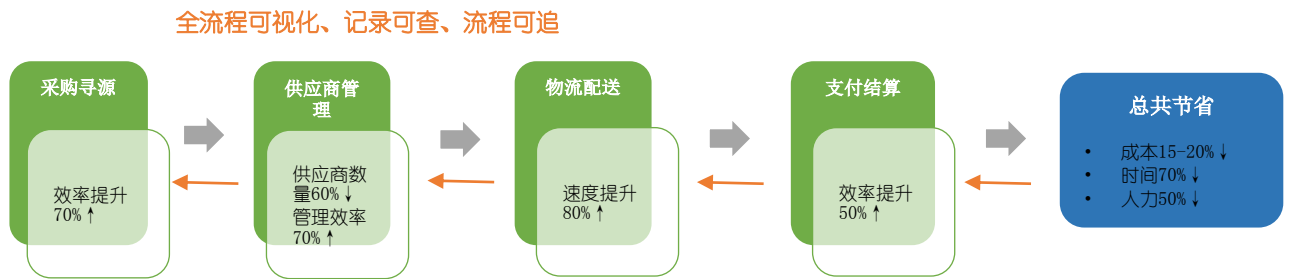 全流程可视化、记录可查、流程可追
采购寻源
效率提升
70%↑
供应商管
理
供应商数
量60%↓
管理效率
70%↑
物流配送
速度提升
80%↑
支付结算
效率提升
50%↑
总共节省
• 成本15-20%↓
• 时间70%↓
• 人力50%↓